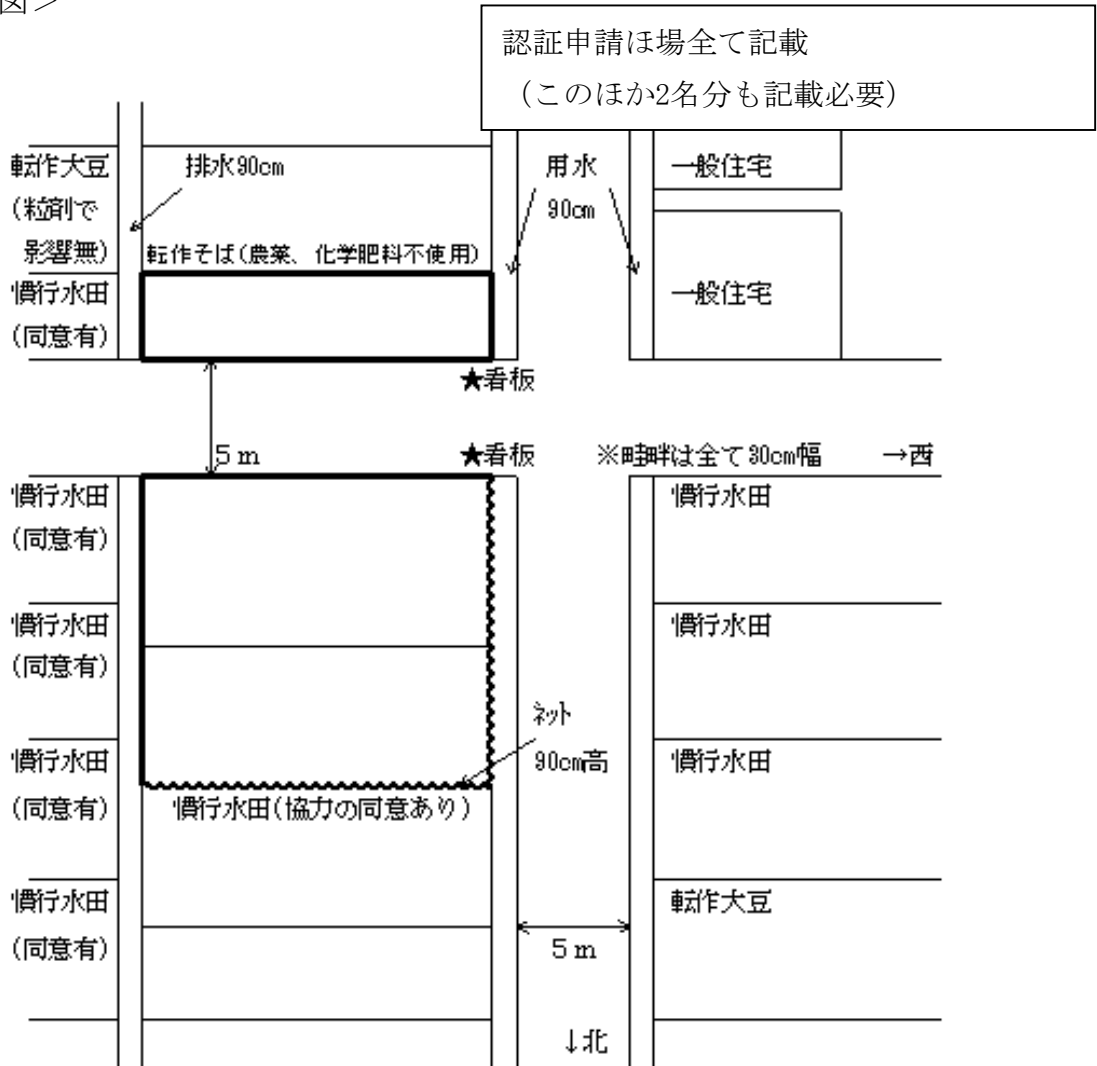 図＞
認証申請ほ場全て記載
（このほか2名分も記載必要）
転作大豆
(粒剤で
影響無)
排水90cm
用水
90cm
一般住宅
転作そば(農薬、化学肥料不使用)
慣行水田
(同意有)
一般住宅
★看板
5m
★看板
※畦畔は全て30cm幅
→西
慣行水田
(同意有)
慣行水田
慣行水田
(同意有)
慣行水田
ネット
90cm高
慣行水田
(同意有)
慣行水田
慣行水田(協力の同意あり)
慣行水田
(同意有)
転作大豆
5m
↓北